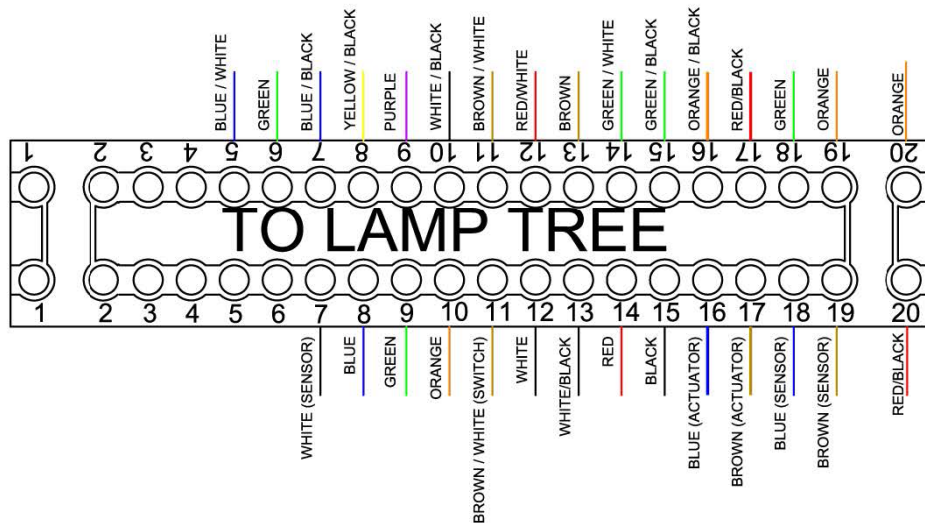 BLUE / WHITE
GREEN
BLUE / BLACK
YELLOW / BLACK
PURPLE
WHITE / BLACK
BROWN / WHITE
RED/WHITE
BROWN
GREEN / WHITE
GREEN / BLACK
ORANGE / BLACK
RED/BLACK
GREEN
ORANGE
ORANGE
1 2 3 4 5 6 7 8 9 10 11 12 13 14 15 16 17 18 19 20
TO LAMP TREE
1 2 3 4 5 6 7 8 9 10 11 12 13 14 15 16 17 18 19 20
WHITE (SENSOR)
BLUE
GREEN
ORANGE
BROWN / WHITE (SWITCH)
WHITE
WHITE/BLACK
RED
BLACK
BLUE (ACTUATOR)
BROWN (ACTUATOR)
BLUE (SENSOR)
BROWN (SENSOR)
RED/BLACK